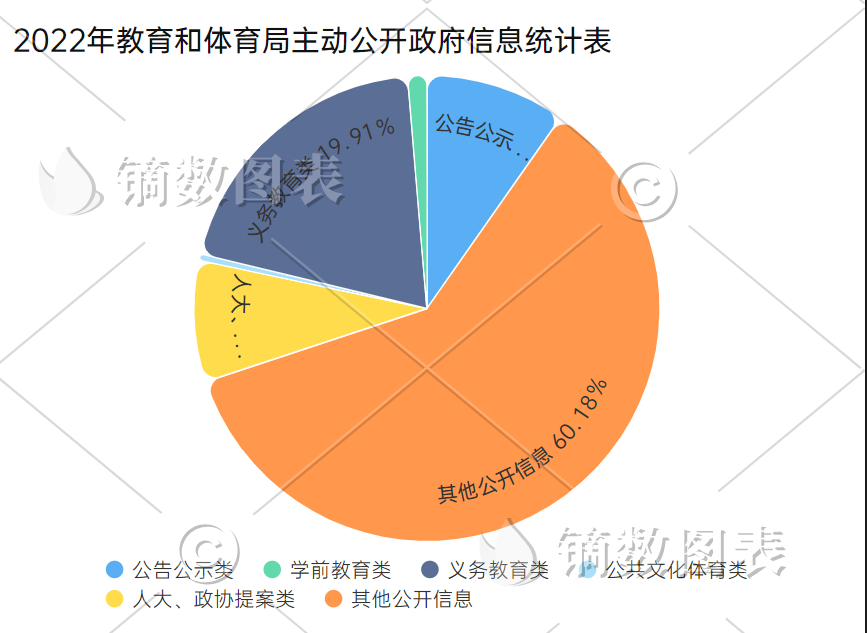 2022年教育和体育局主动公开政府信息统计表
公告公示...
义务教育类 19.91%
人大、...
其他公开信息 60.18%
镝数图表
©
©
镝数图表
公告公示类 学前教育类 义务教育类 公共文化体育类
人大、政协提案类 其他公开信息